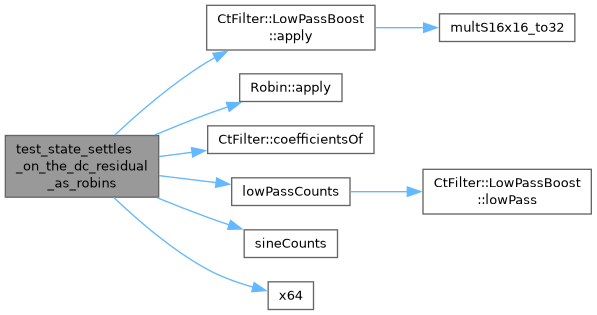 test_state_settles
_on_the_dc_residual
_as_robins
CtFilter::LowPassBoost
::apply
multS16x16_to32
Robin::apply
CtFilter::coefficientsOf
lowPassCounts
CtFilter::LowPassBoost
::lowPass
sineCounts
x64